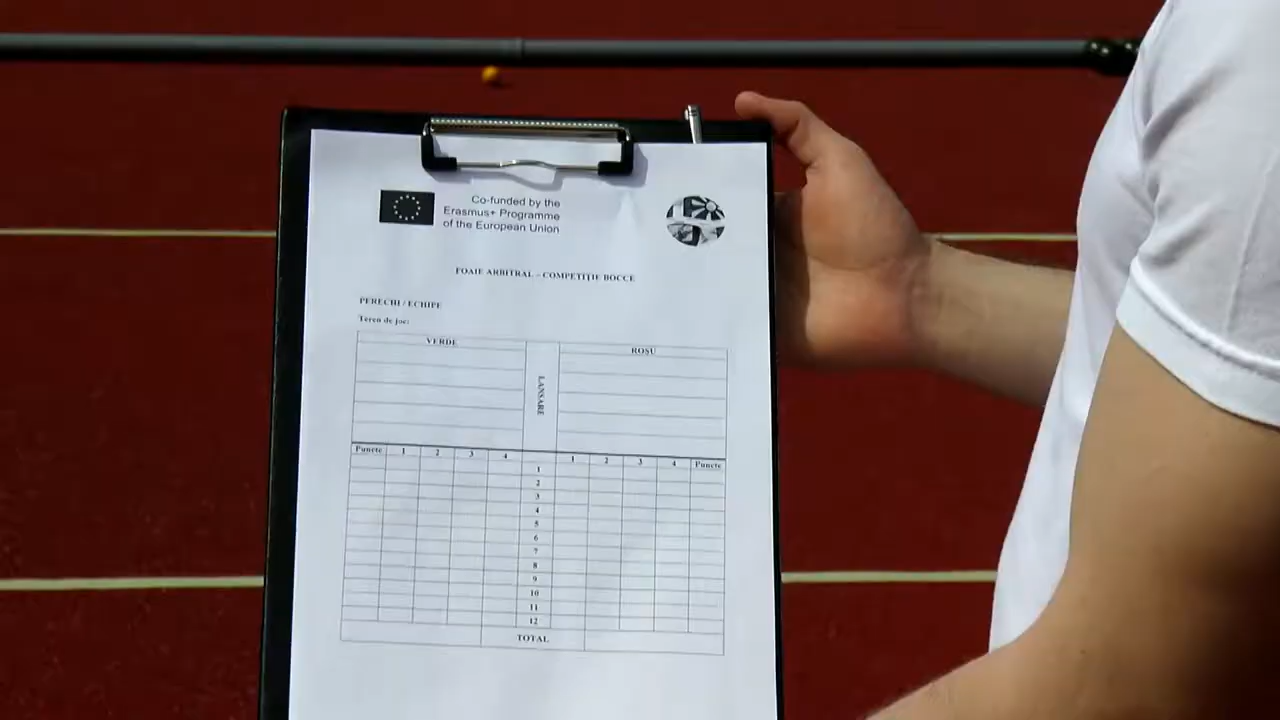 Co-funded by the
Erasmus+ Programme
of the European Union
FOAIE ARBITRAL – COMPETIȚIE BOCCE
PERECHI / ECHIPE
Teren de joc:
VERDE
LANSARE
ROȘU
Puncte 1 2 3 4 1 2 3 4 Puncte
1
2
3
4
5
6
7
8
9
10
11
12
TOTAL